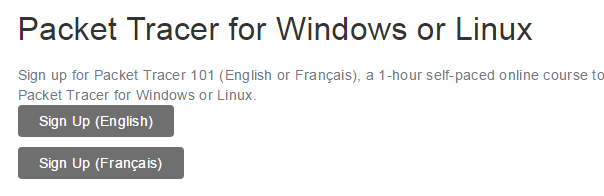 Packet Tracer for Windows or Linux
Sign up for Packet Tracer 101 (English or Français), a 1-hour self-paced online course to
Packet Tracer for Windows or Linux.
Sign Up (English)
Sign Up (Français)